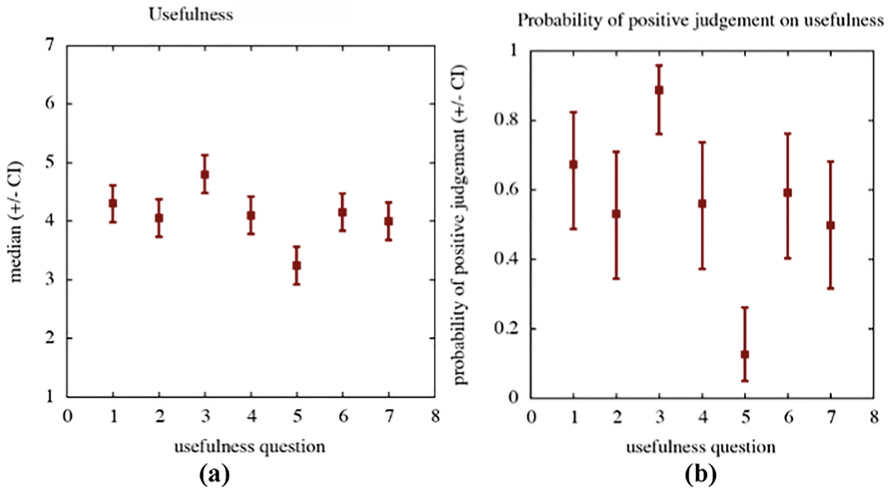 Usefulness
7
6
5
4
3
2
1
median (+/- CI)
0 1 2 3 4 5 6 7 8
usefulness question
(a)
Probability of positive judgement on usefulness
1
0.8
0.6
0.4
0.2
0
probability of positive judgement (+/- CI)
0 1 2 3 4 5 6 7 8
usefulness question
(b)